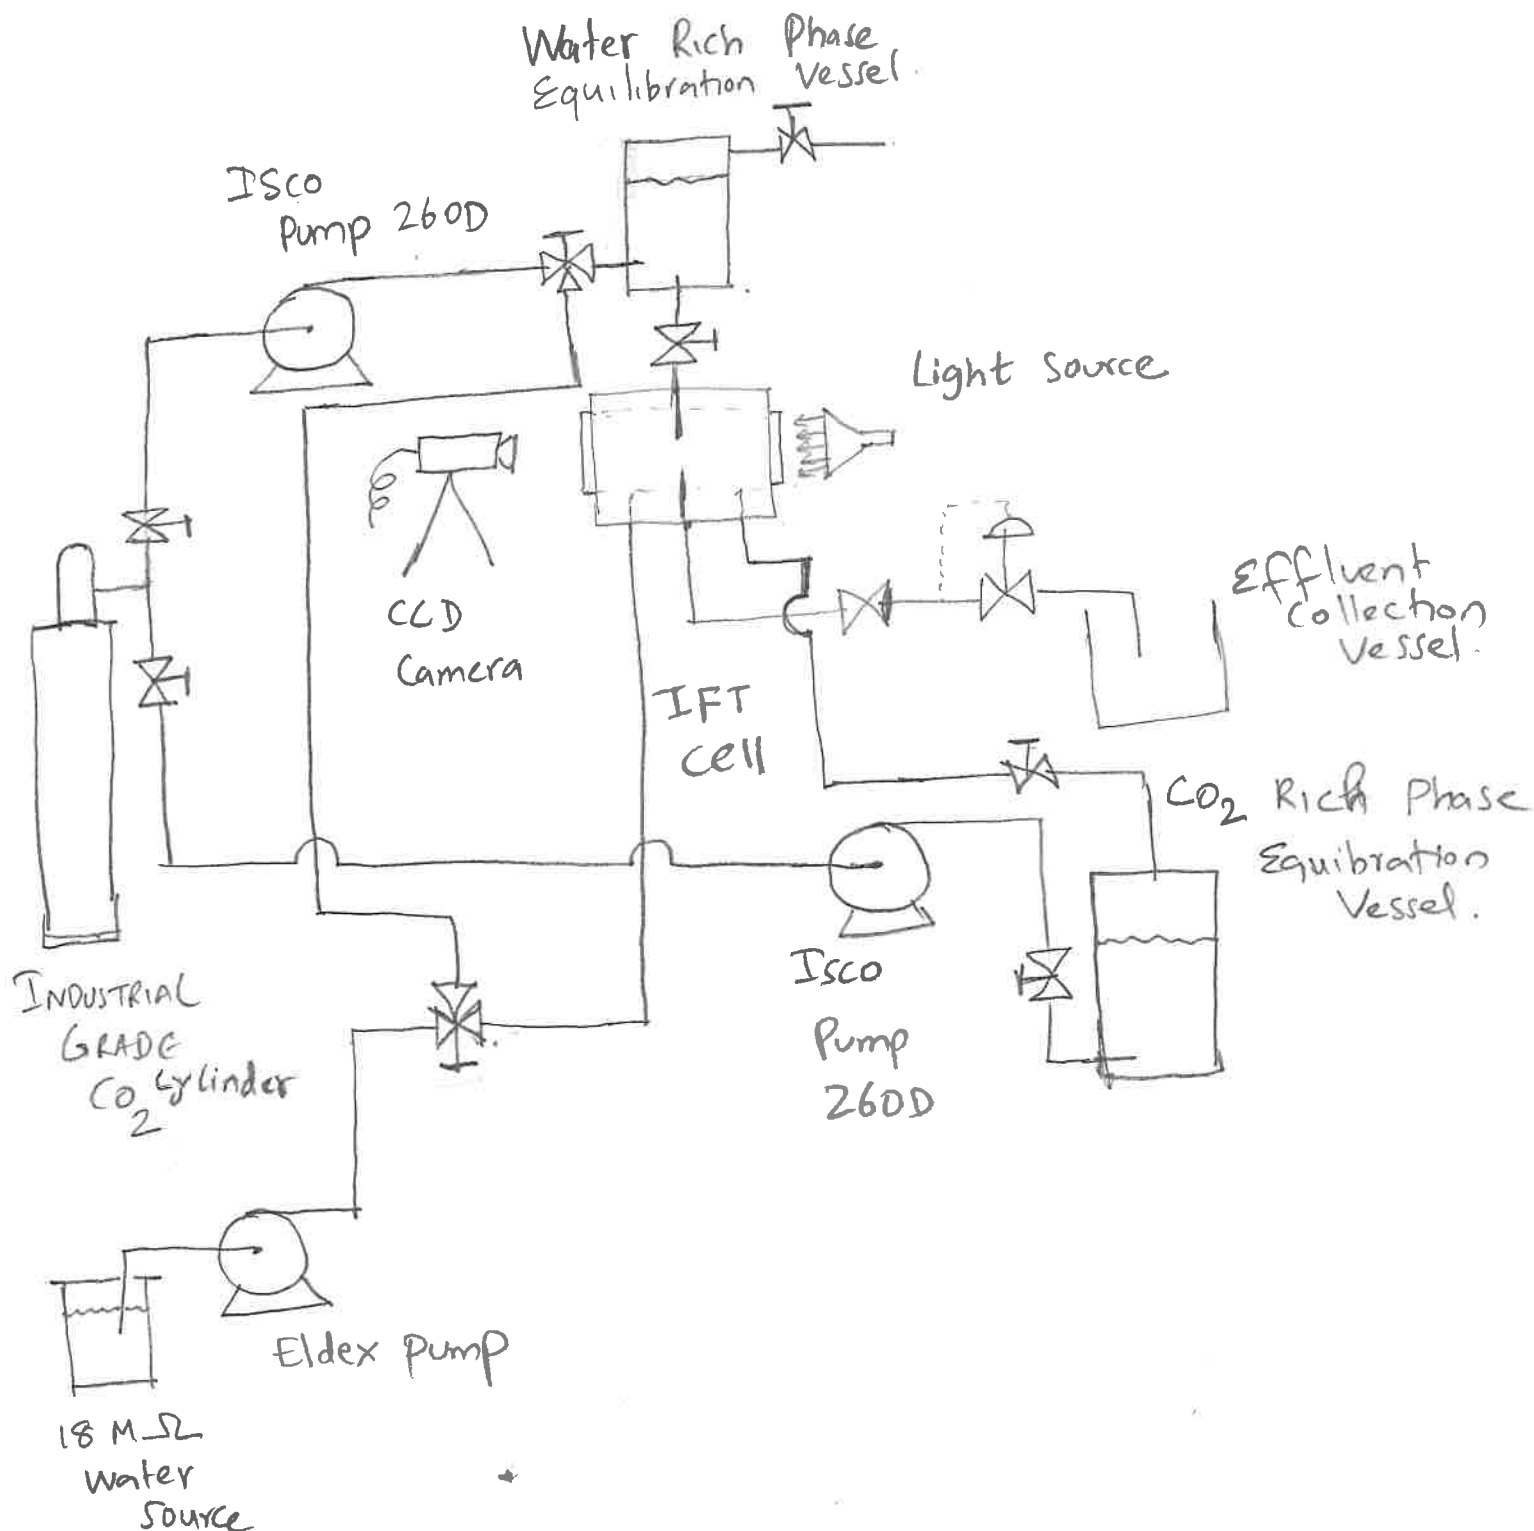 Water Rich Phase
Equilibration Vessel.
ISCO
Pump 260D
Light Source
CCD
Camera
Effluent
Collection
Vessel.
IFT
Cell
CO2 Rich Phase
Equibration
Vessel.
INDUSTRIAL
GRADE
CO2 Cylinder
Isco
Pump
260D
Eldex Pump
18 M Ω
Water
Source